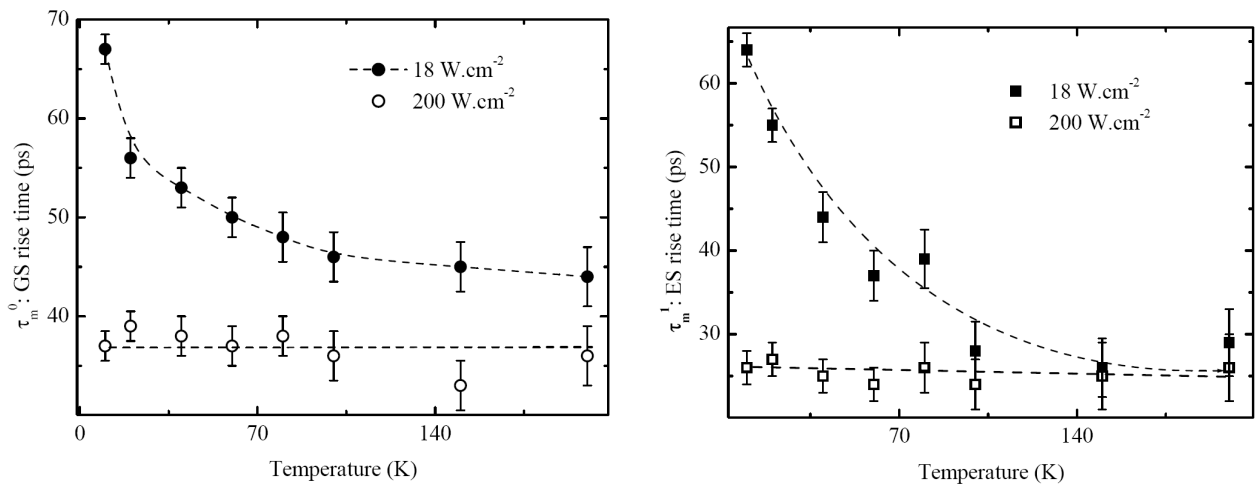 70
60
50
40
0
70
140
τm0: GS rise time (ps)
Temperature (K)
18 W.cm-2
200 W.cm-2
60
50
40
30
70
140
τm1: ES rise time (ps)
Temperature (K)
18 W.cm-2
200 W.cm-2